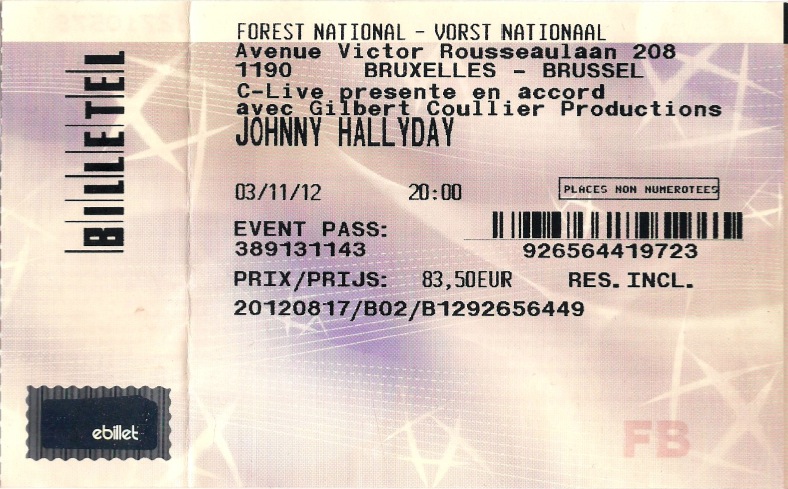 FOREST NATIONAL - VORST NATIONAAL
Avenue Victor Rousseaulaan 208
1190 BRUXELLES - BRUSSEL
C-Live presente en accord
avec Gilbert Coullier Productions
JOHNNY HALLYDAY
03/11/12 20:00 PLACES NON NUMEROTEES
EVENT PASS:
389131143 926564419723
PRIX/PRIJS: 83,50EUR RES.INCL.
20120817/B02/B1292656449
BILLETEL
ebillet
FB